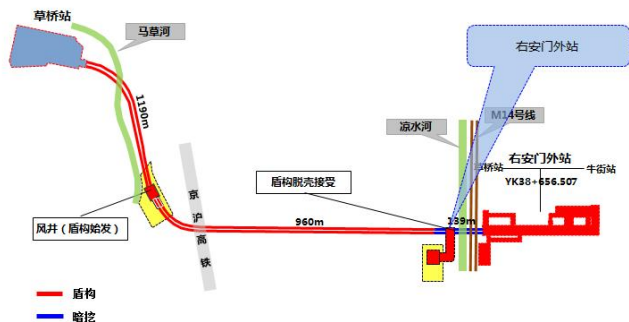 草桥站
马草河
右安门外站
1190m
凉水河
M14号线
草桥站
右安门外站
牛街站
YK38+656.507
盾构脱壳接受
京沪高铁
风井（盾构始发）
960m
139m
盾构
暗挖